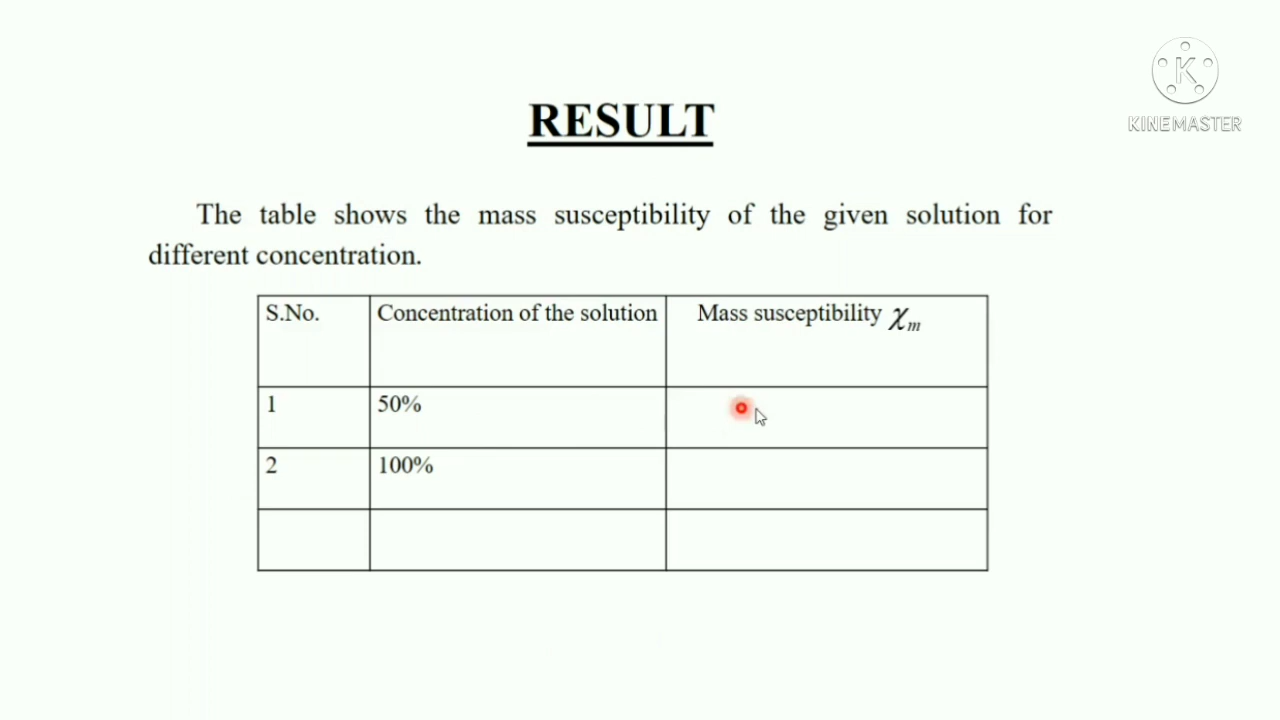 K
KINEMASTER
RESULT
The table shows the mass susceptibility of the given solution for
different concentration.
S.No. Concentration of the solution Mass susceptibility χm
1 50%
2 100%